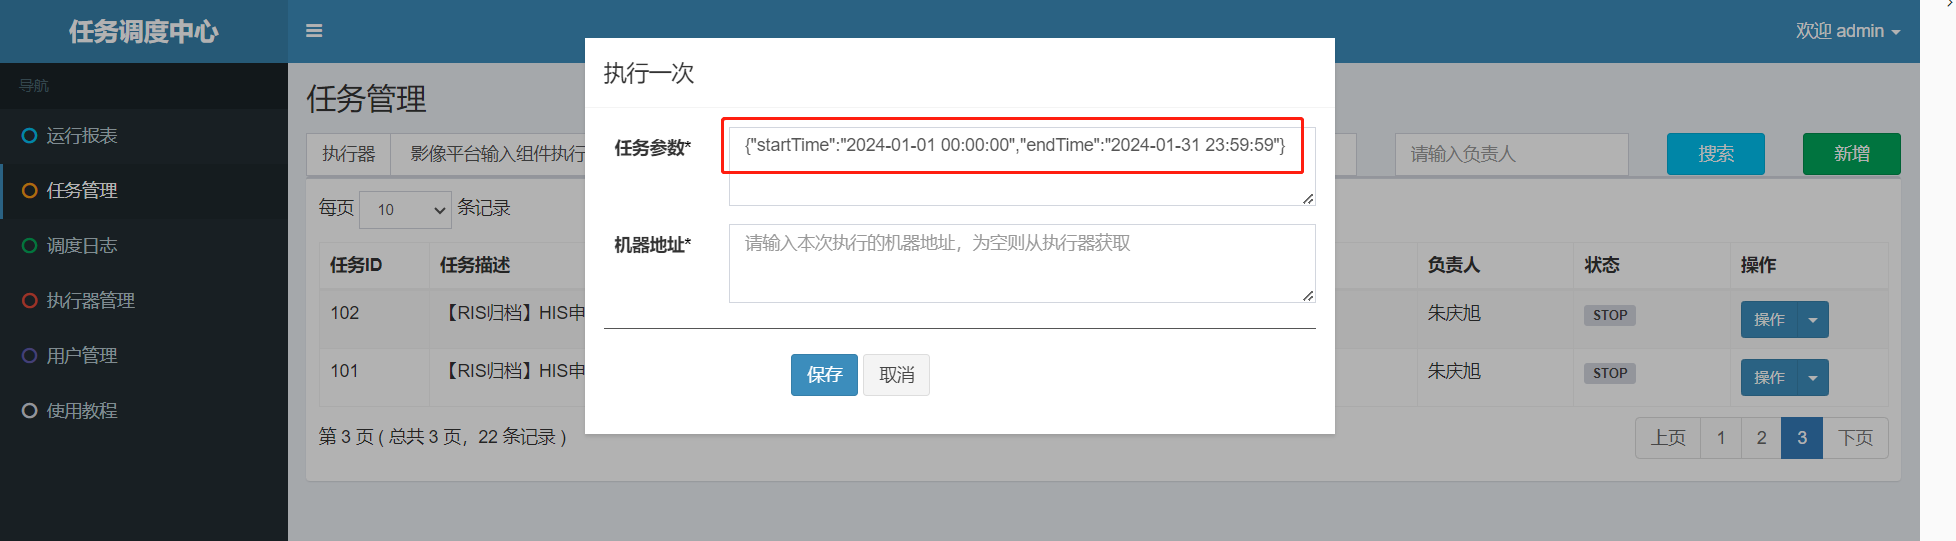 任务调度中心
欢迎 admin
导航
运行报表
任务管理
调度日志
执行器管理
用户管理
使用教程
任务管理
执行器
影像平台输入组件执行
请输入负责人
搜索
新增
每页 10 条记录
任务ID 任务描述 负责人 状态 操作
102 【RIS归档】HIS申 朱庆旭 STOP 操作
101 【RIS归档】HIS申 朱庆旭 STOP 操作
第 3 页 ( 总共 3 页，22 条记录 )
上页 1 2 3 下页
执行一次
任务参数*
{"startTime":"2024-01-01 00:00:00","endTime":"2024-01-31 23:59:59"}
机器地址*
请输入本次执行的机器地址，为空则从执行器获取
保存 取消